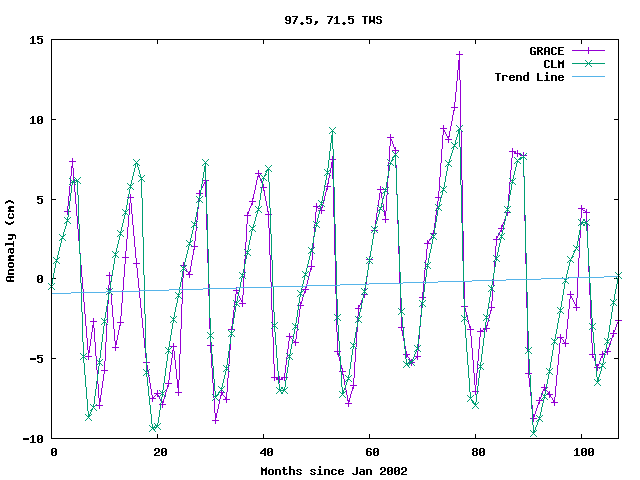 97.5, 71.5 TWS
GRACE
CLM
Trend Line
Anomaly (cm)
15
10
5
0
-5
-10
0 20 40 60 80 100
Months since Jan 2002